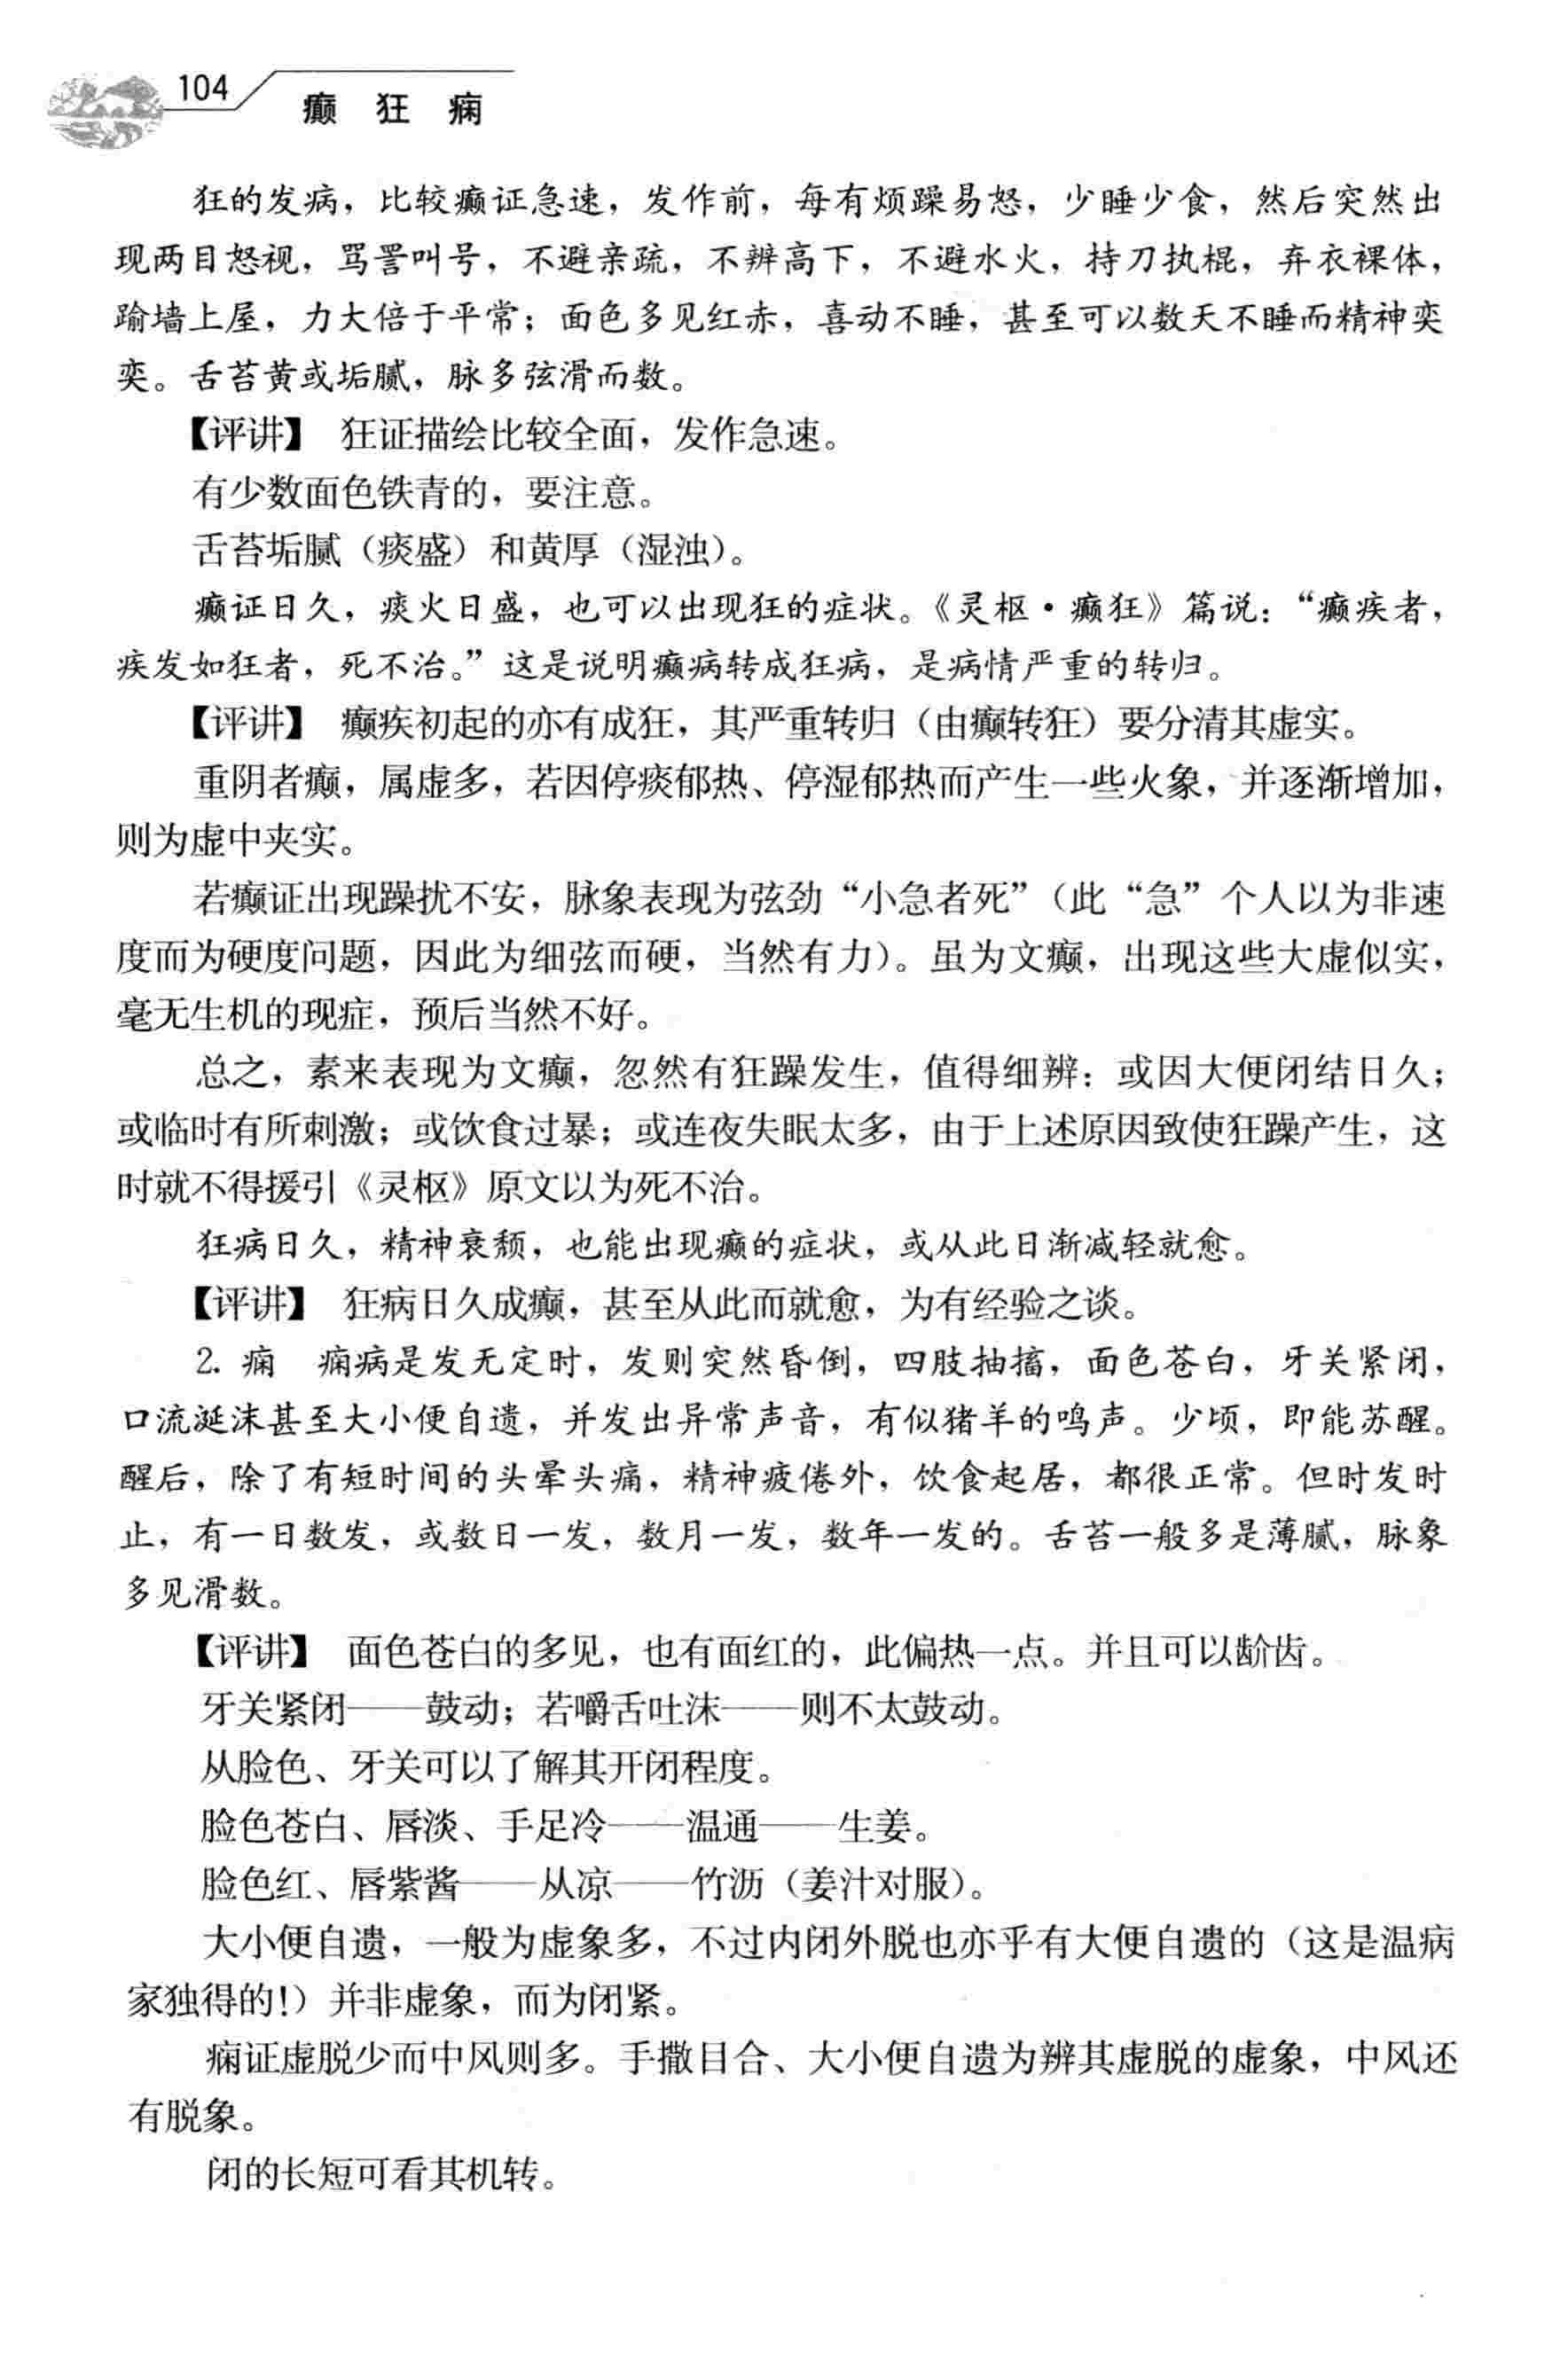 104
癫 狂 痫
狂的发病，比较癫证急速，发作前，每有烦躁易怒，少睡少食，然后突然出
现两目怒视，骂詈叫号，不避亲疏，不辨高下，不避水火，持刀执棍，弃衣裸体，
踰墙上屋，力大倍于平常；面色多见红赤，喜动不睡，甚至可以数天不睡而精神奕
奕。舌苔黄或垢腻，脉多弦滑而数。
【评讲】 狂证描绘比较全面，发作急速。
有少数面色铁青的，要注意。
舌苔垢腻（痰盛）和黄厚（湿浊）。
癫证日久，痰火日盛，也可以出现狂的症状。《灵枢·癫狂》篇说：“癫疾者，
疾发如狂者，死不治。”这是说明癫病转成狂病，是病情严重的转归。
【评讲】 癫疾初起的亦有成狂，其严重转归（由癫转狂）要分清其虚实。
重阴者癫，属虚多，若因停痰郁热、停湿郁热而产生一些火象，并逐渐增加，
则为虚中夹实。
若癫证出现躁扰不安，脉象表现为弦劲“小急者死”（此“急”个人以为非速
度而为硬度问题，因此为细弦而硬，当然有力）。虽为文癫，出现这些大虚似实，
毫无生机的现症，预后当然不好。
总之，素来表现为文癫，忽然有狂躁发生，值得细辨：或因大便闭结日久；
或临时有所刺激；或饮食过暴；或连夜失眠太多，由于上述原因致使狂躁产生，这
时就不得援引《灵枢》原文以为死不治。
狂病日久，精神衰颓，也能出现癫的症状，或从此日渐减轻就愈。
【评讲】 狂病日久成癫，甚至从此而就愈，为有经验之谈。
2. 痫 痫病是发无定时，发则突然昏倒，四肢抽搐，面色苍白，牙关紧闭，
口流涎沫甚至大小便自遗，并发出异常声音，有似猪羊的鸣声。少顷，即能苏醒。
醒后，除了有短时间的头晕头痛，精神疲倦外，饮食起居，都很正常。但时发时
止，有一日数发，或数日一发，数月一发，数年一发的。舌苔一般多是薄腻，脉象
多见滑数。
【评讲】 面色苍白的多见，也有面红的，此偏热一点。并且可以龂齿。
牙关紧闭——鼓动；若嚼舌吐沫——则不太鼓动。
从脸色、牙关可以了解其开闭程度。
脸色苍白、唇淡、手足冷——温通——生姜。
脸色红、唇紫酱——从凉——竹沥（姜汁对服）。
大小便自遗，一般为虚象多，不过内闭外脱也亦乎有大便自遗的（这是温病
家独得的！）并非虚象，而为闭紧。
痫证虚脱少而中风则多。手撒目合、大小便自遗为辨其虚脱的虚象，中风还
有脱象。
闭的长短可看其机转。